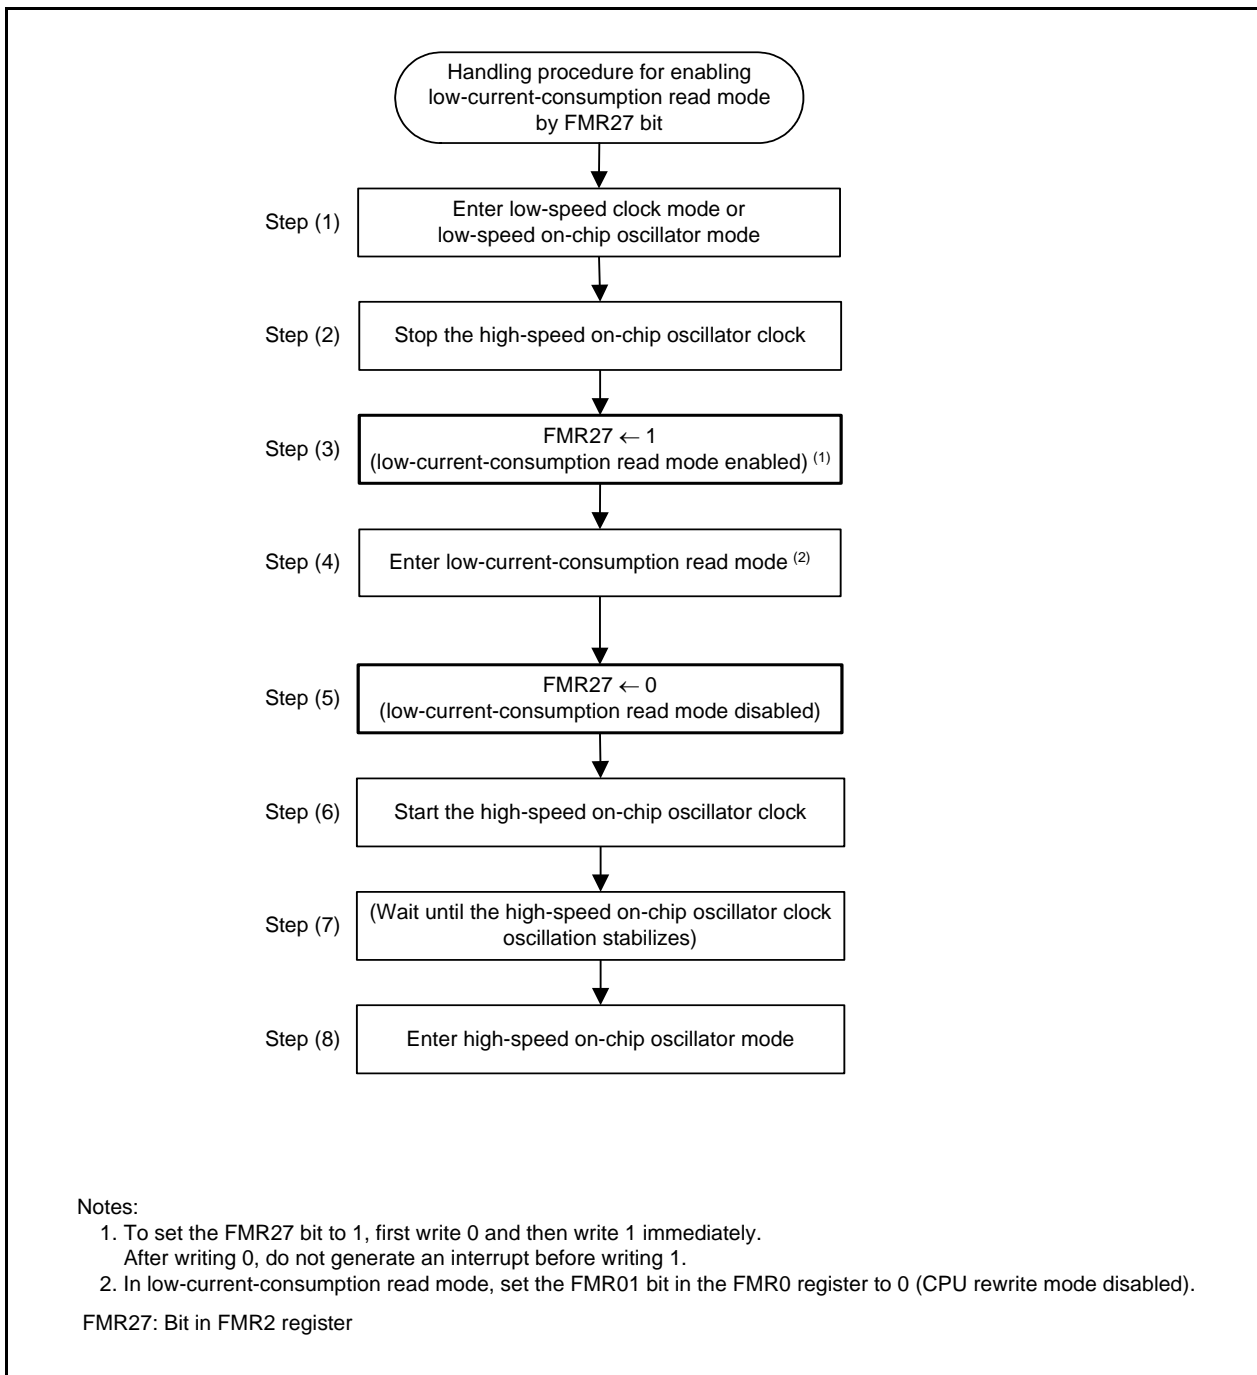 Handling procedure for enabling
low-current-consumption read mode
by FMR27 bit
Step (1)
Enter low-speed clock mode or
low-speed on-chip oscillator mode
Step (2)
Stop the high-speed on-chip oscillator clock
Step (3)
FMR27 ← 1
(low-current-consumption read mode enabled) (1)
Step (4)
Enter low-current-consumption read mode (2)
Step (5)
FMR27 ← 0
(low-current-consumption read mode disabled)
Step (6)
Start the high-speed on-chip oscillator clock
Step (7)
(Wait until the high-speed on-chip oscillator clock
oscillation stabilizes)
Step (8)
Enter high-speed on-chip oscillator mode
Notes:
1. To set the FMR27 bit to 1, first write 0 and then write 1 immediately.
After writing 0, do not generate an interrupt before writing 1.
2. In low-current-consumption read mode, set the FMR01 bit in the FMR0 register to 0 (CPU rewrite mode disabled).
FMR27: Bit in FMR2 register